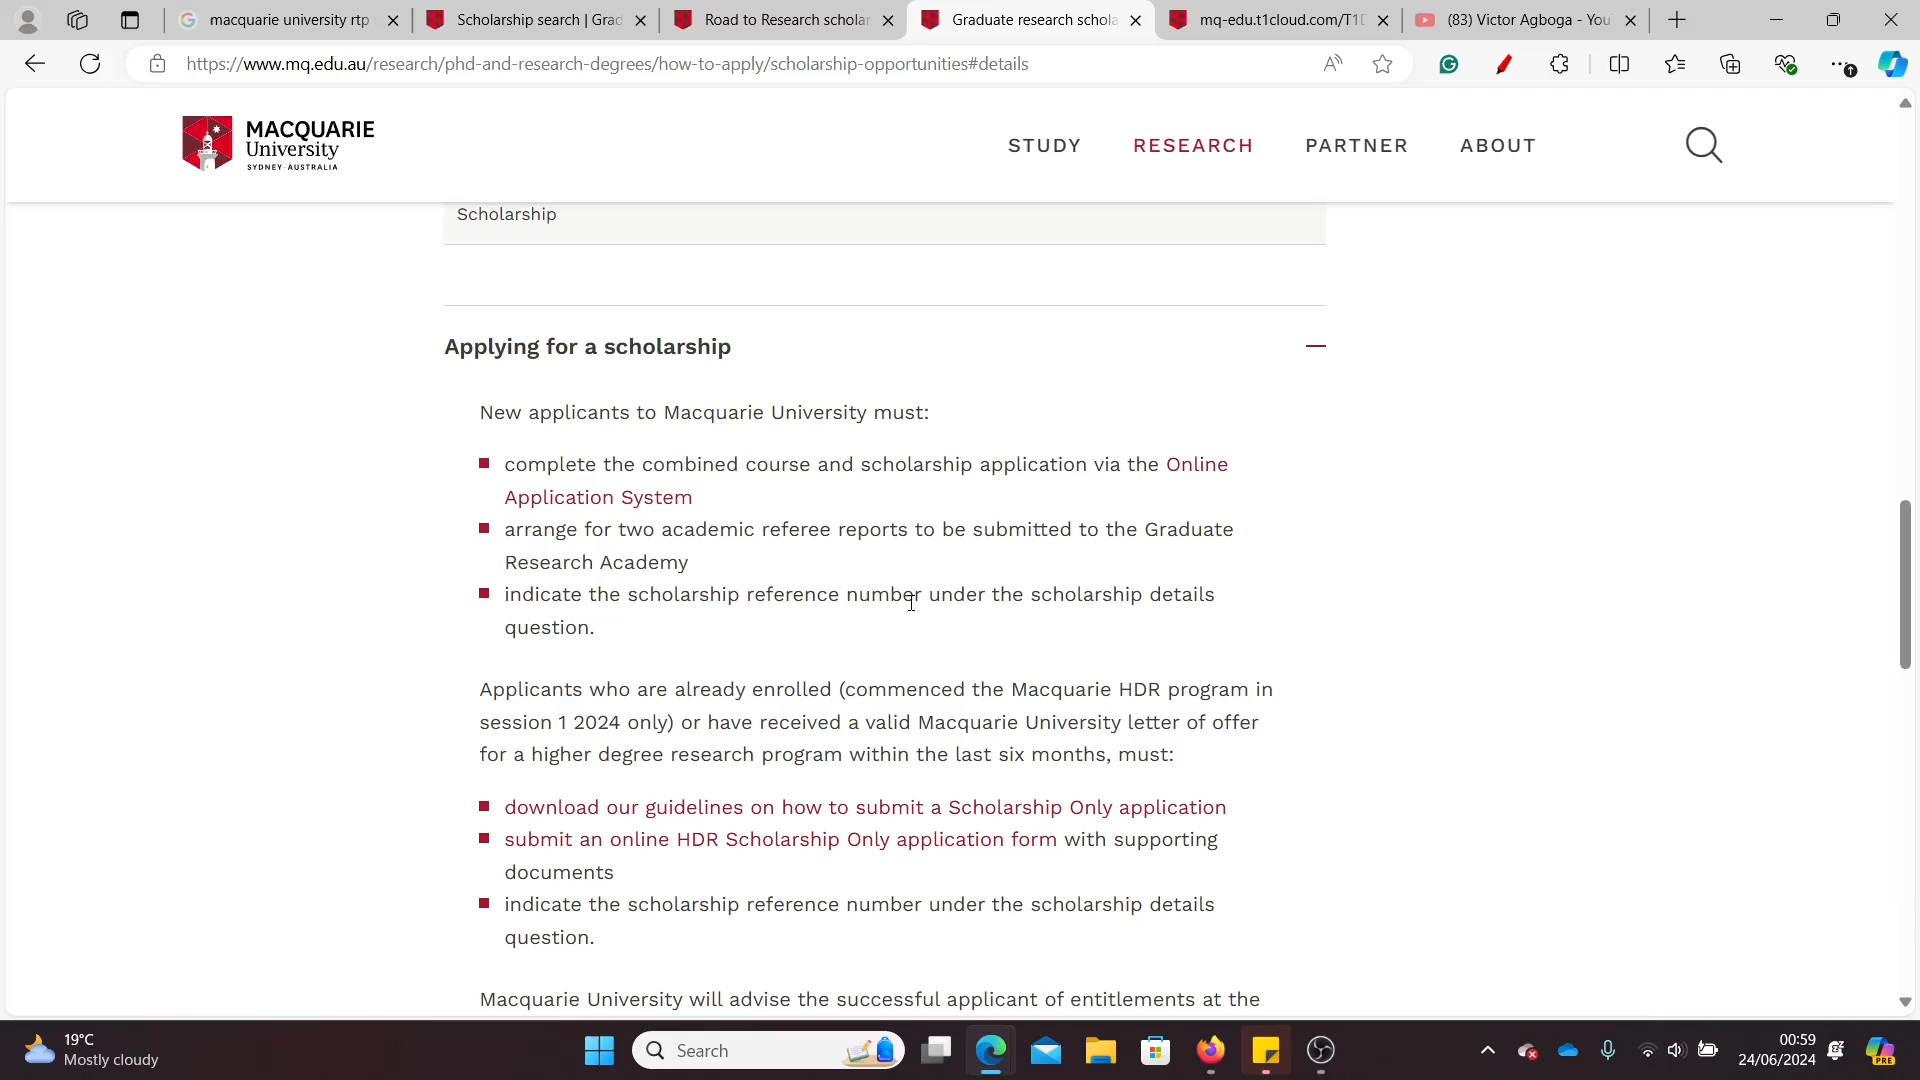 macquarie university rtp
Scholarship search | Grad
Road to Research scholar
Graduate research schola
mq-edu.t1cloud.com/T1D
(83) Victor Agboga - You
https://www.mq.edu.au/research/phd-and-research-degrees/how-to-apply/scholarship-opportunities#details
MACQUARIE
University
SYDNEY·AUSTRALIA
STUDY
RESEARCH
PARTNER
ABOUT
Scholarship
Applying for a scholarship
New applicants to Macquarie University must:
complete the combined course and scholarship application via the Online
Application System
arrange for two academic referee reports to be submitted to the Graduate
Research Academy
indicate the scholarship reference number under the scholarship details
question.
Applicants who are already enrolled (commenced the Macquarie HDR program in
session 1 2024 only) or have received a valid Macquarie University letter of offer
for a higher degree research program within the last six months, must:
download our guidelines on how to submit a Scholarship Only application
submit an online HDR Scholarship Only application form with supporting
documents
indicate the scholarship reference number under the scholarship details
question.
Macquarie University will advise the successful applicant of entitlements at the
19°C
Mostly cloudy
Search
00:59
24/06/2024
PRE